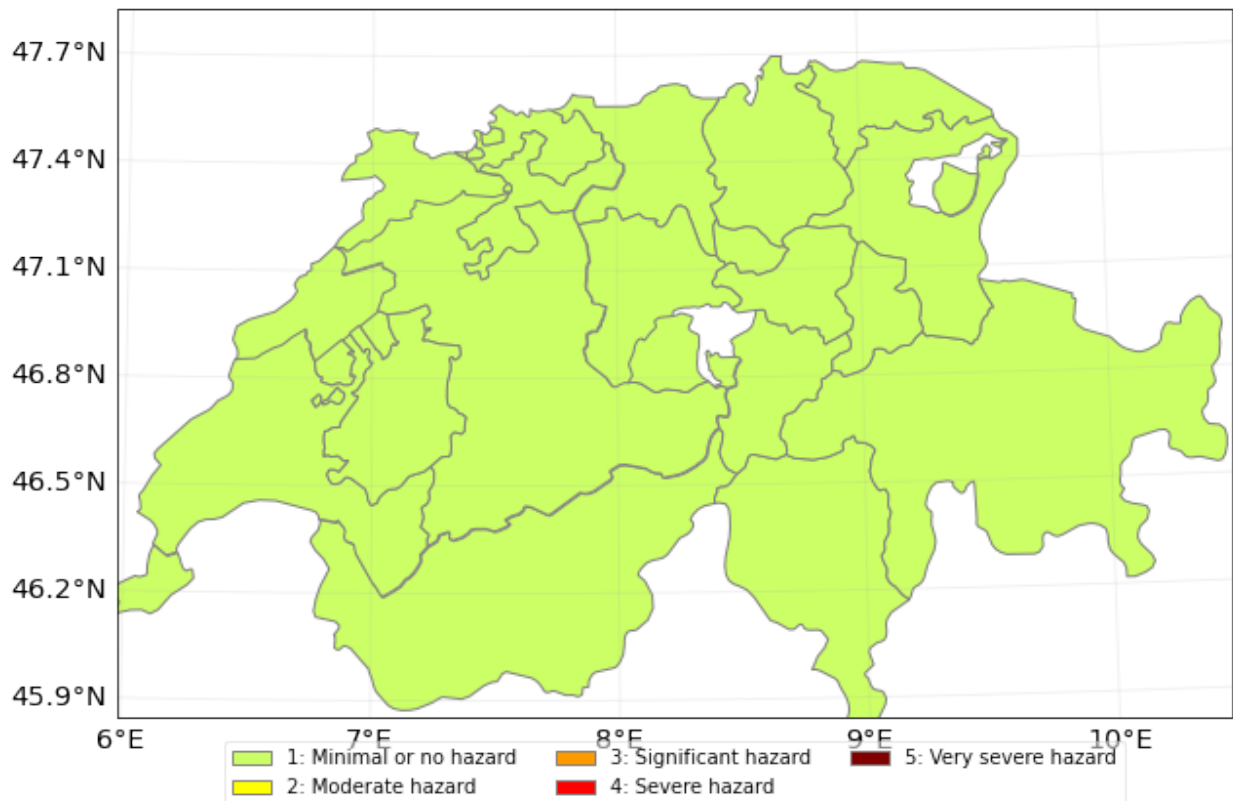 47.7°N
47.4°N
47.1°N
46.8°N
46.5°N
46.2°N
45.9°N
6°E 7°E 8°E 9°E 10°E
1: Minimal or no hazard 3: Significant hazard 5: Very severe hazard
2: Moderate hazard 4: Severe hazard